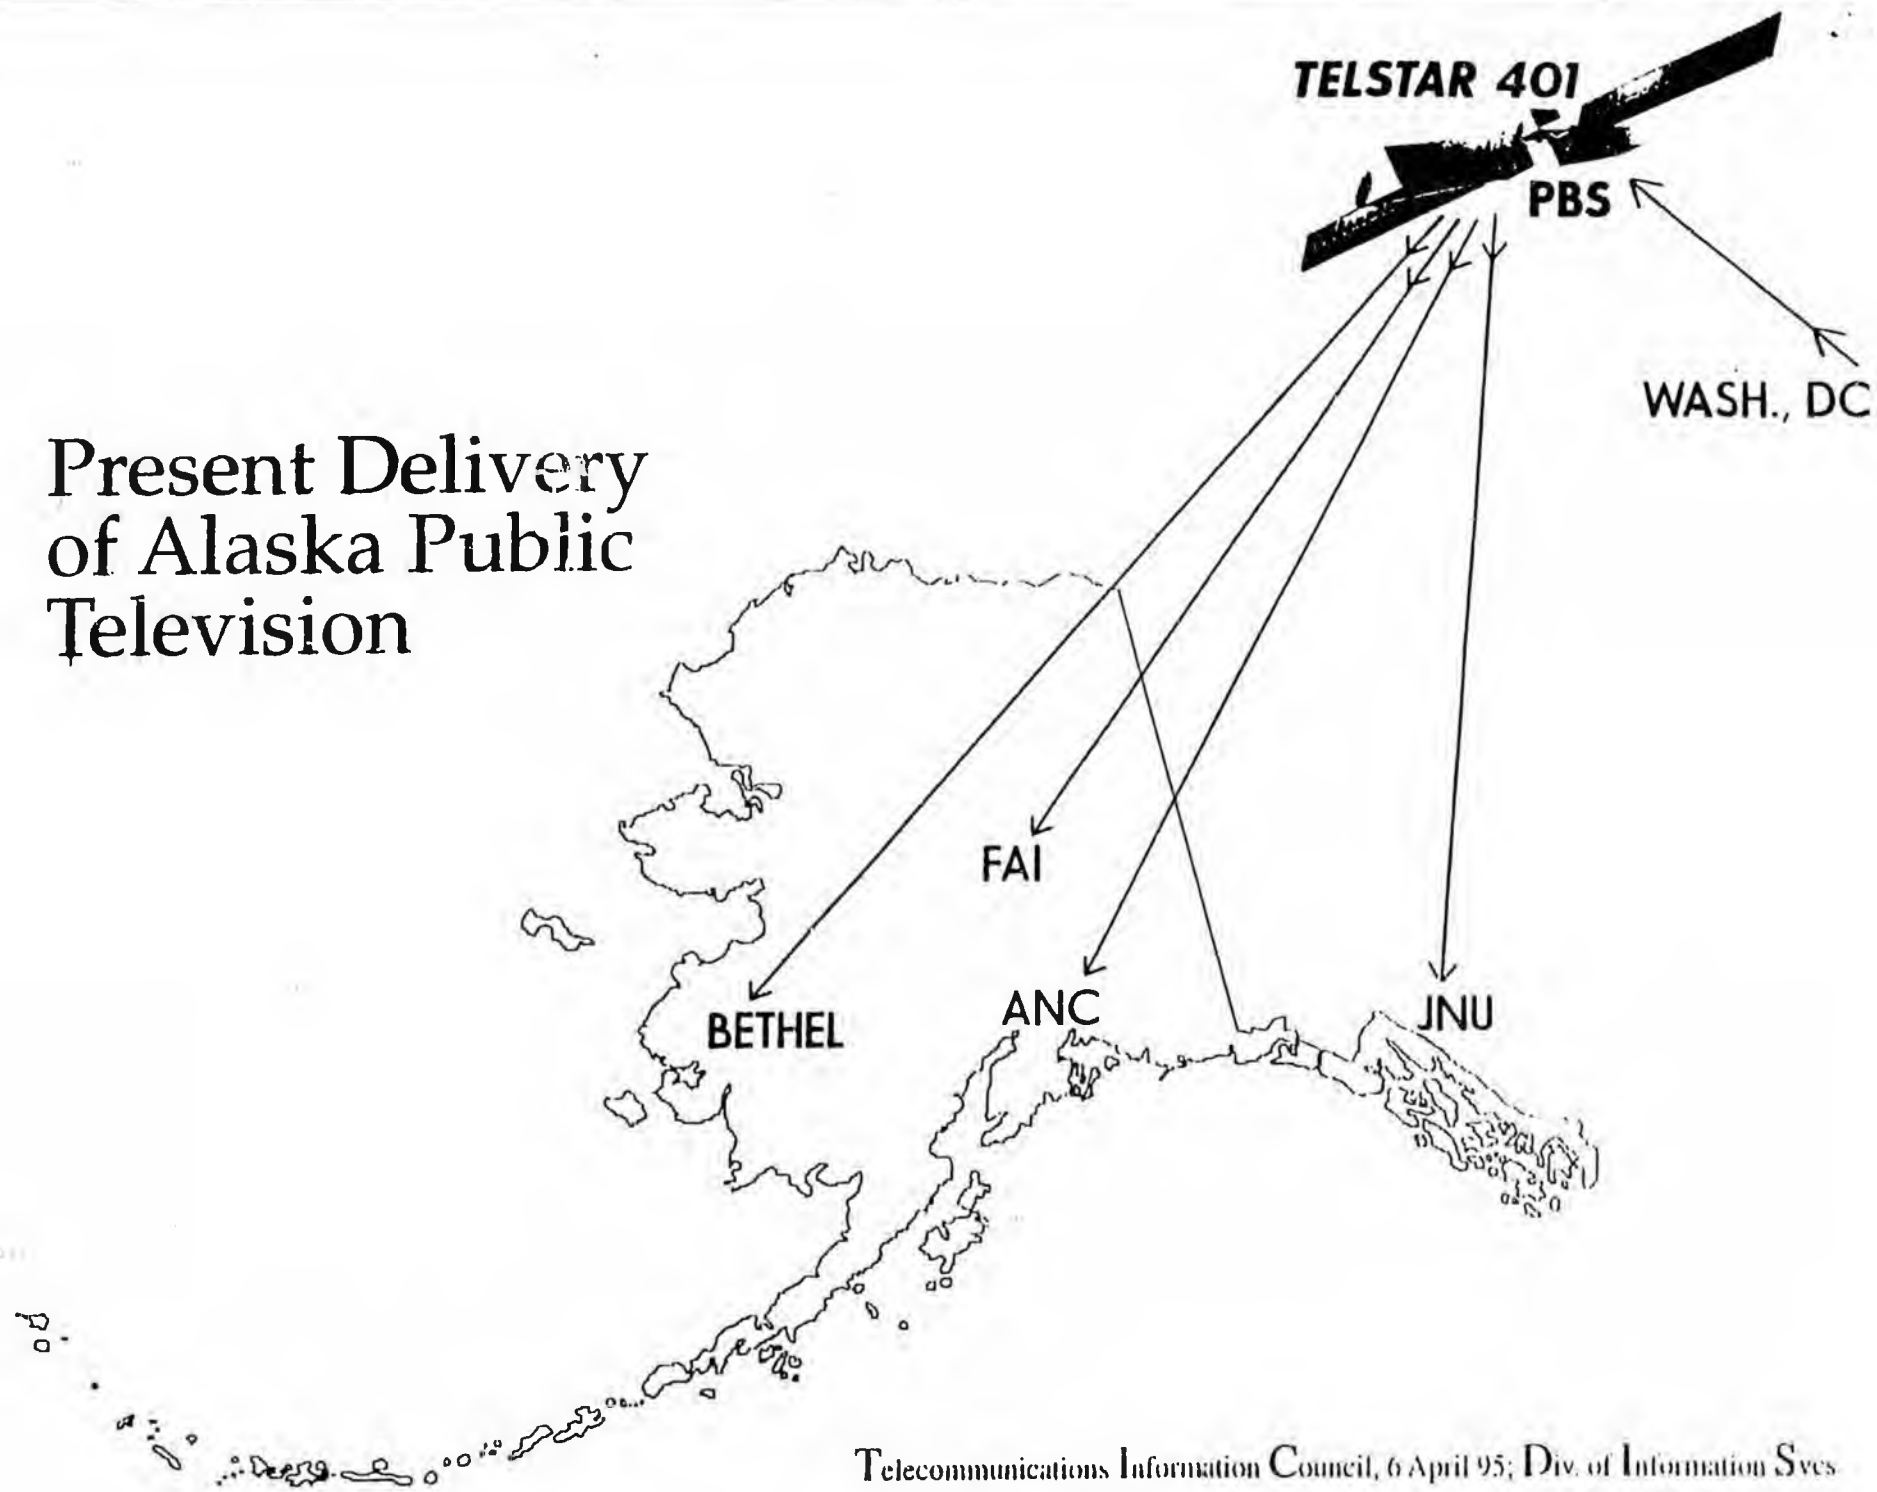 TELSTAR 401
PBS
WASH., DC
Present Delivery
of Alaska Public
Television
FAI
ANC
JNU
BETHEL
Telecommunications Information Council, 6 April 95; Div. of Information Svcs